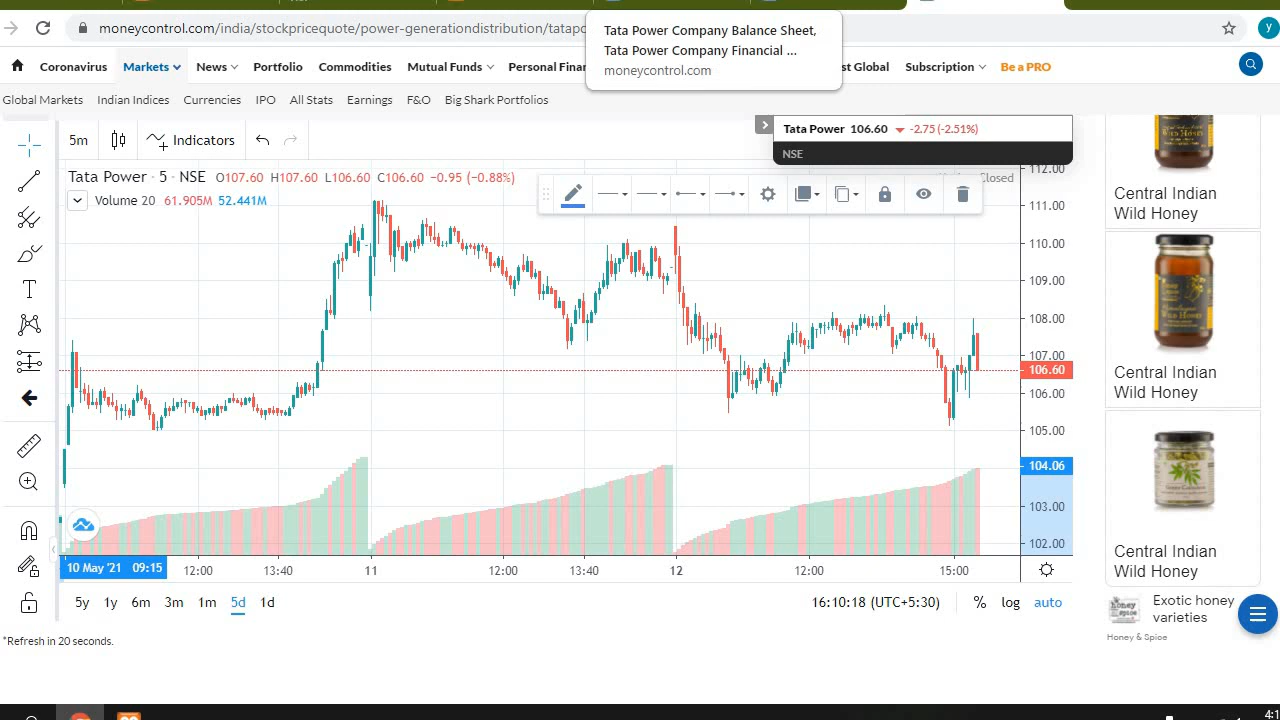 moneycontrol.com/india/stockpricequote/power-generationdistribution/tatapo
Tata Power Company Balance Sheet,
Tata Power Company Financial ...
moneycontrol.com
y
Coronavirus Markets News Portfolio Commodities Mutual Funds Personal Finan st Global Subscription Be a PRO
Global Markets Indian Indices Currencies IPO All Stats Earnings F&O Big Shark Portfolios
5m Indicators
Tata Power 106.60 -2.75 (-2.51%)
NSE
Tata Power · 5 · NSE O107.60 H107.60 L106.60 C106.60 −0.95 (−0.88%)
Closed
Volume 20 61.905M 52.441M
112.00
111.00
110.00
109.00
108.00
107.00
106.60
106.00
105.00
104.06
103.00
102.00
10 May '21 09:15 12:00 13:40 11 12:00 13:40 12 12:00 15:00
5y 1y 6m 3m 1m 5d 1d 16:10:18 (UTC+5:30) % log auto
*Refresh in 20 seconds.
Central Indian
Wild Honey
Central Indian
Wild Honey
Central Indian
Wild Honey
Exotic honey
varieties
Honey & Spice
4:1